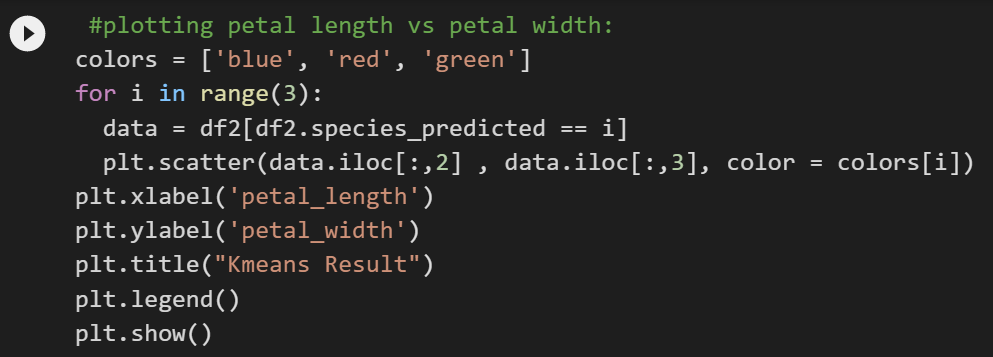 #plotting petal length vs petal width:
colors = ['blue', 'red', 'green']
for i in range(3):
  data = df2[df2.species_predicted == i]
  plt.scatter(data.iloc[:,2] , data.iloc[:,3], color = colors[i])
plt.xlabel('petal_length')
plt.ylabel('petal_width')
plt.title("Kmeans Result")
plt.legend()
plt.show()